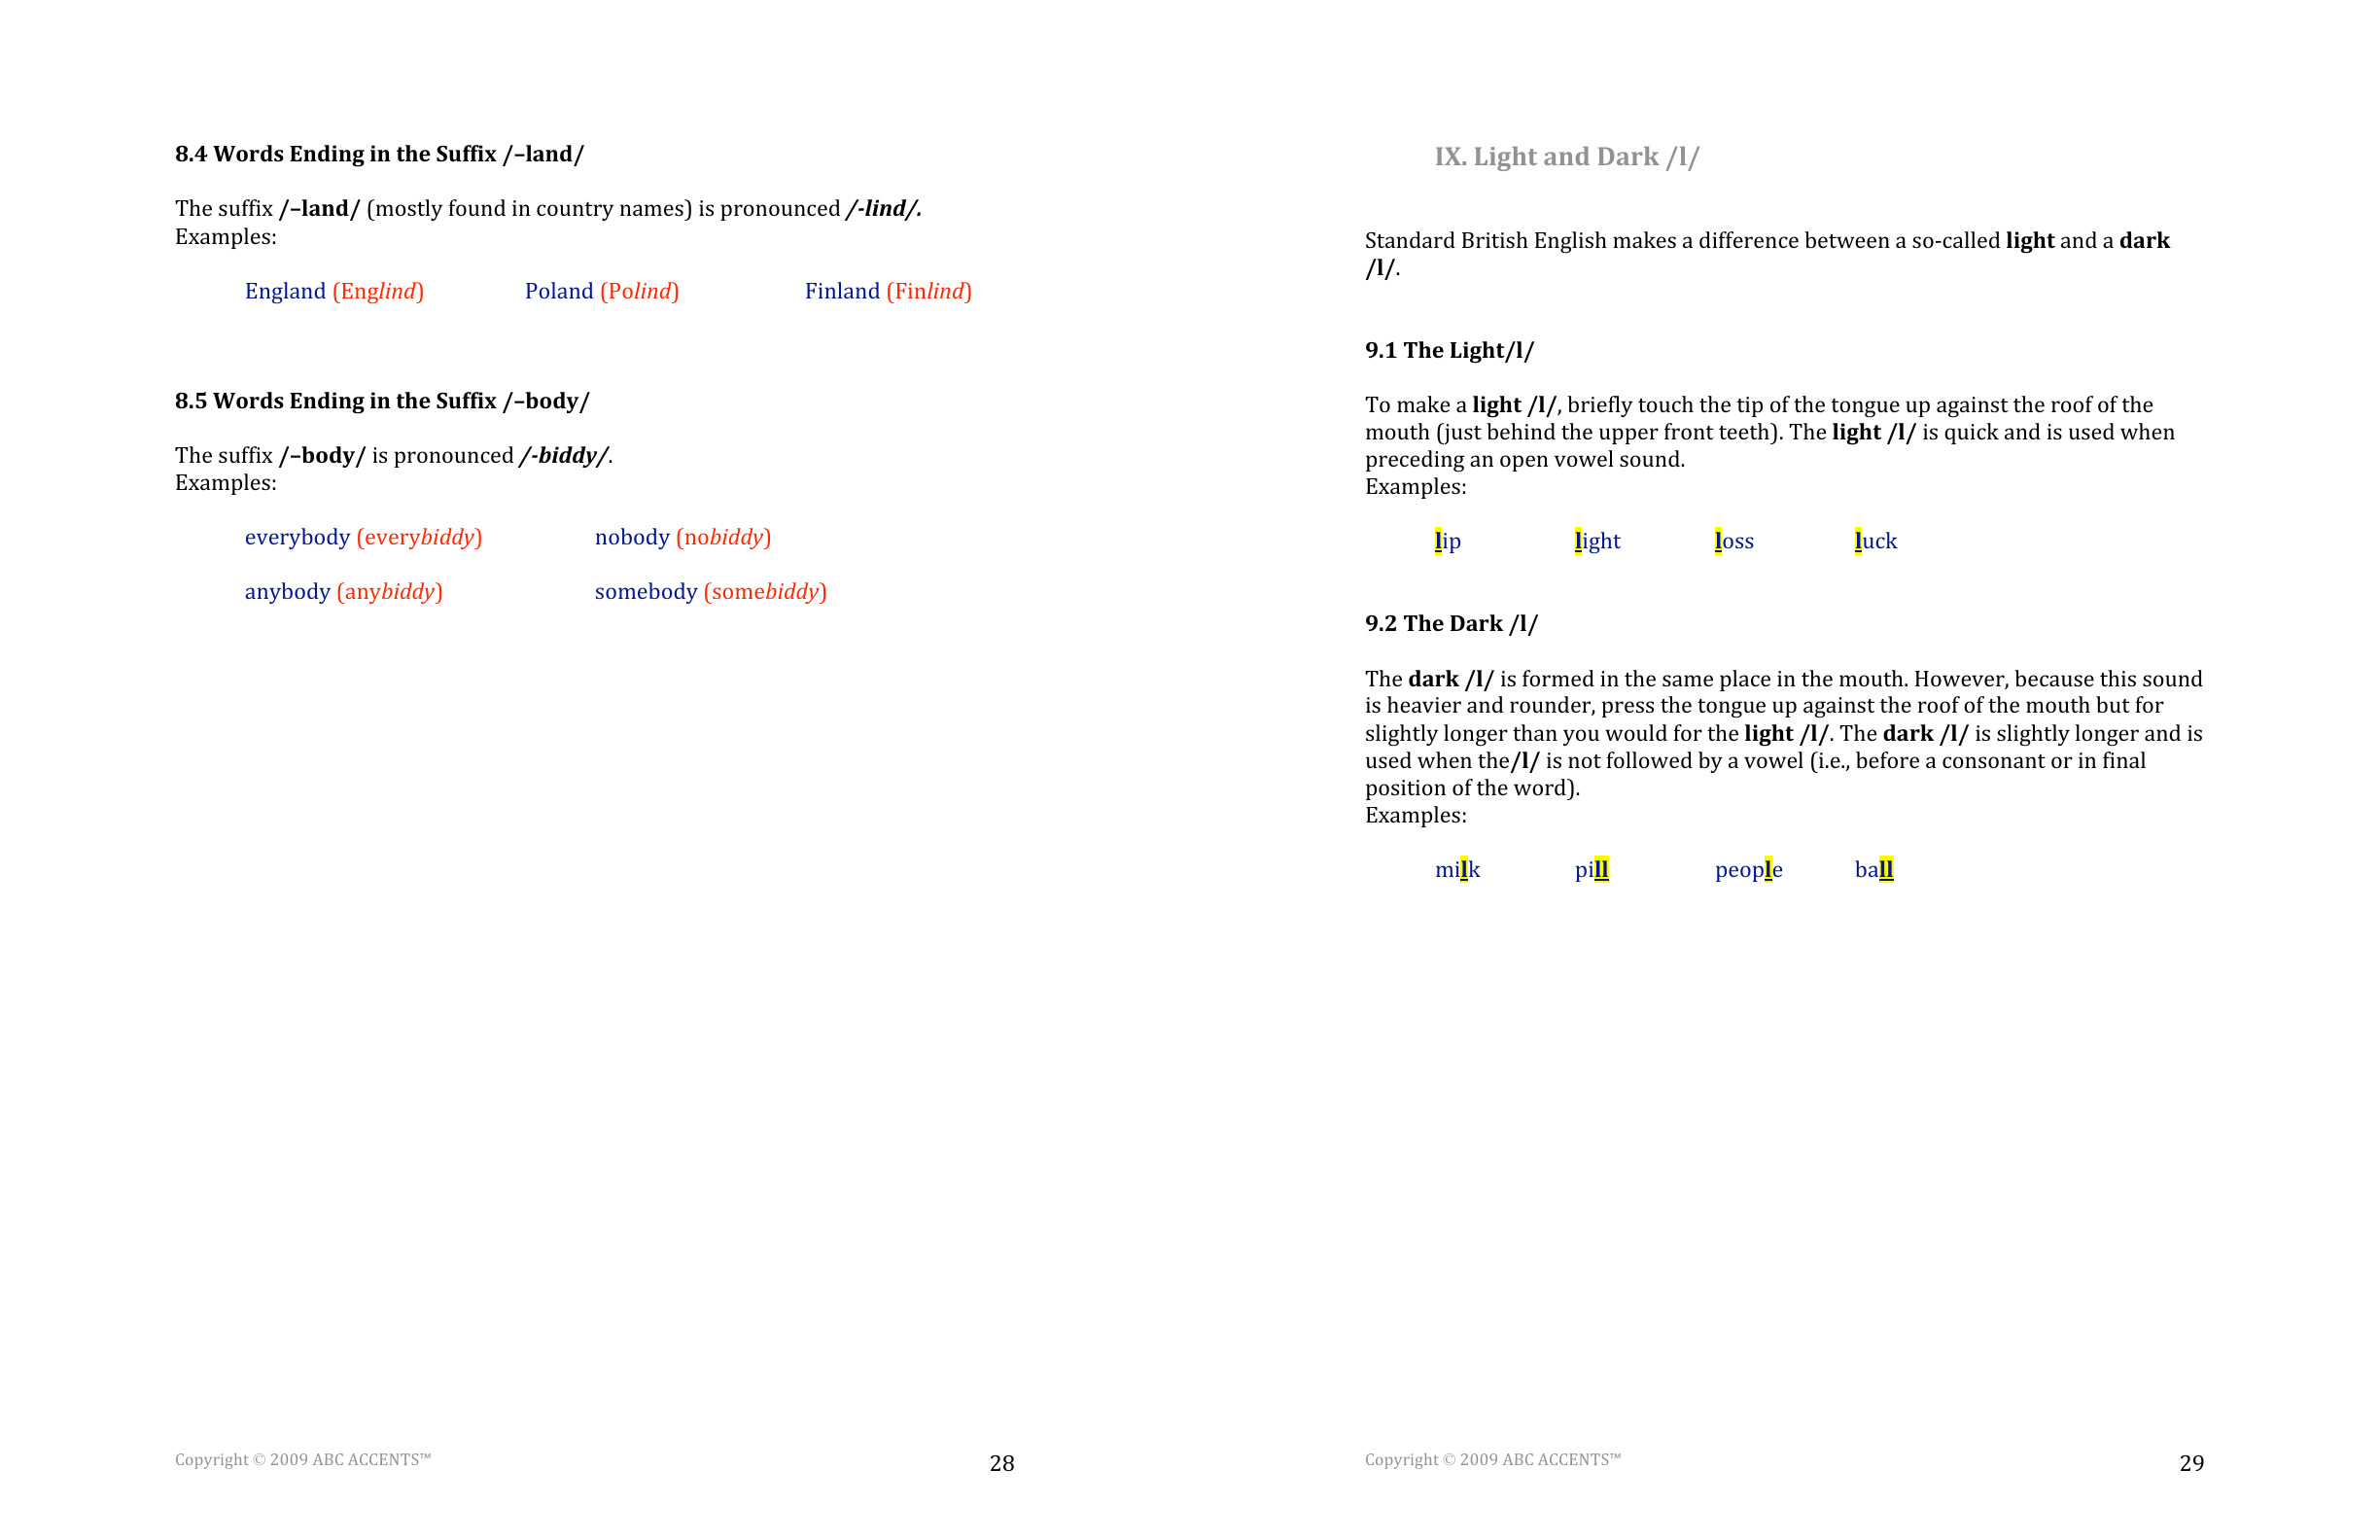 8.4 Words Ending in the Suffix /–land/
The suffix /–land/ (mostly found in country names) is pronounced /-lind/.
Examples:
England (Englind) Poland (Polind) Finland (Finlind)
8.5 Words Ending in the Suffix /–body/
The suffix /–body/ is pronounced /-biddy/.
Examples:
everybody (everybiddy) nobody (nobiddy)
anybody (anybiddy) somebody (somebiddy)
Copyright © 2009 ABC ACCENTS™ 28
IX. Light and Dark /l/
Standard British English makes a difference between a so-called light and a dark
/l/.
9.1 The Light/l/
To make a light /l/, briefly touch the tip of the tongue up against the roof of the
mouth (just behind the upper front teeth). The light /l/ is quick and is used when
preceding an open vowel sound.
Examples:
lip light loss luck
9.2 The Dark /l/
The dark /l/ is formed in the same place in the mouth. However, because this sound
is heavier and rounder, press the tongue up against the roof of the mouth but for
slightly longer than you would for the light /l/. The dark /l/ is slightly longer and is
used when the/l/ is not followed by a vowel (i.e., before a consonant or in final
position of the word).
Examples:
milk pill people ball
Copyright © 2009 ABC ACCENTS™ 29